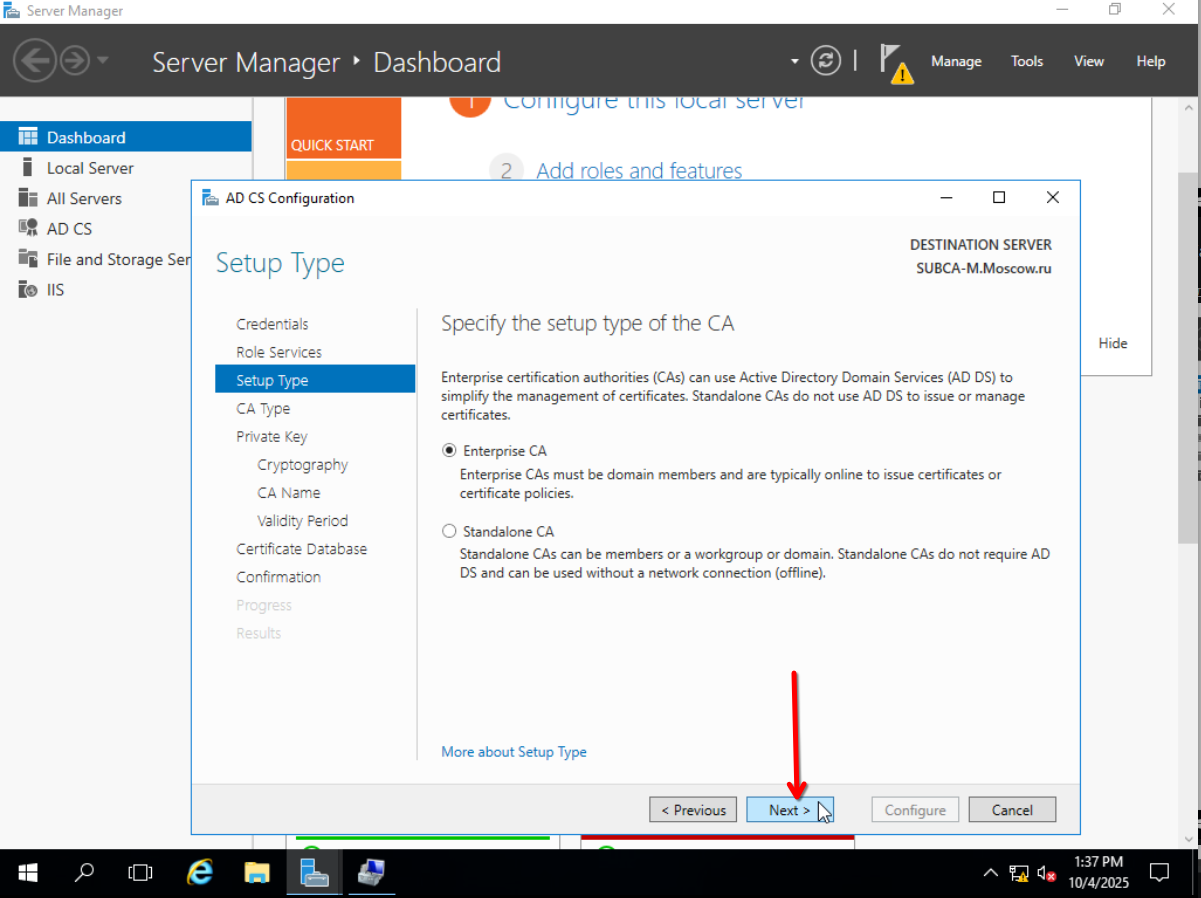 Server Manager
Server Manager ‣ Dashboard
Manage Tools View Help
Dashboard
Local Server
All Servers
AD CS
File and Storage Ser
IIS
QUICK START
1 Configure this local server
2 Add roles and features
Hide
AD CS Configuration
Setup Type
DESTINATION SERVER
SUBCA-M.Moscow.ru
Credentials
Role Services
Setup Type
CA Type
Private Key
Cryptography
CA Name
Validity Period
Certificate Database
Confirmation
Progress
Results
Specify the setup type of the CA
Enterprise certification authorities (CAs) can use Active Directory Domain Services (AD DS) to
simplify the management of certificates. Standalone CAs do not use AD DS to issue or manage
certificates.
Enterprise CA
Enterprise CAs must be domain members and are typically online to issue certificates or
certificate policies.
Standalone CA
Standalone CAs can be members or a workgroup or domain. Standalone CAs do not require AD
DS and can be used without a network connection (offline).
More about Setup Type
< Previous
Next >
Configure
Cancel
1:37 PM
10/4/2025